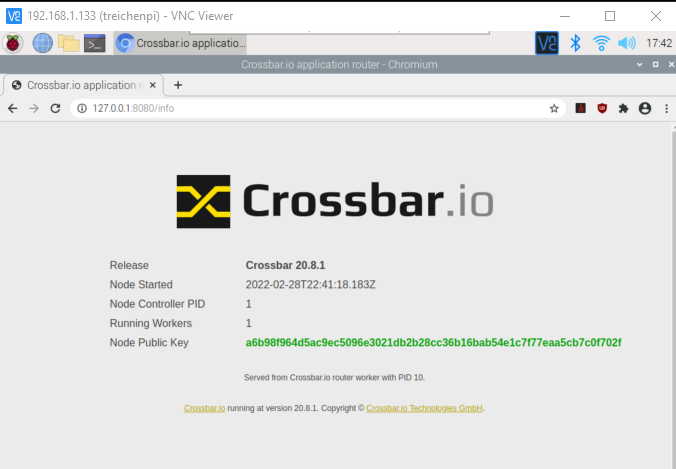 192.168.1.133 (treichenpi) - VNC Viewer
Crossbar.io applicatio...
17:42
Crossbar.io application router - Chromium
Crossbar.io application r
127.0.0.1:8080/info
Crossbar.io
Release Crossbar 20.8.1
Node Started 2022-02-28T22:41:18.183Z
Node Controller PID 1
Running Workers 1
Node Public Key a6b98f964d5ac9ec5096e3021db2b28cc36b16bab54e1c7f77eaa5cb7c0f702f
Served from Crossbar.io router worker with PID 10.
Crossbar.io running at version 20.8.1. Copyright © Crossbar.io Technologies GmbH.